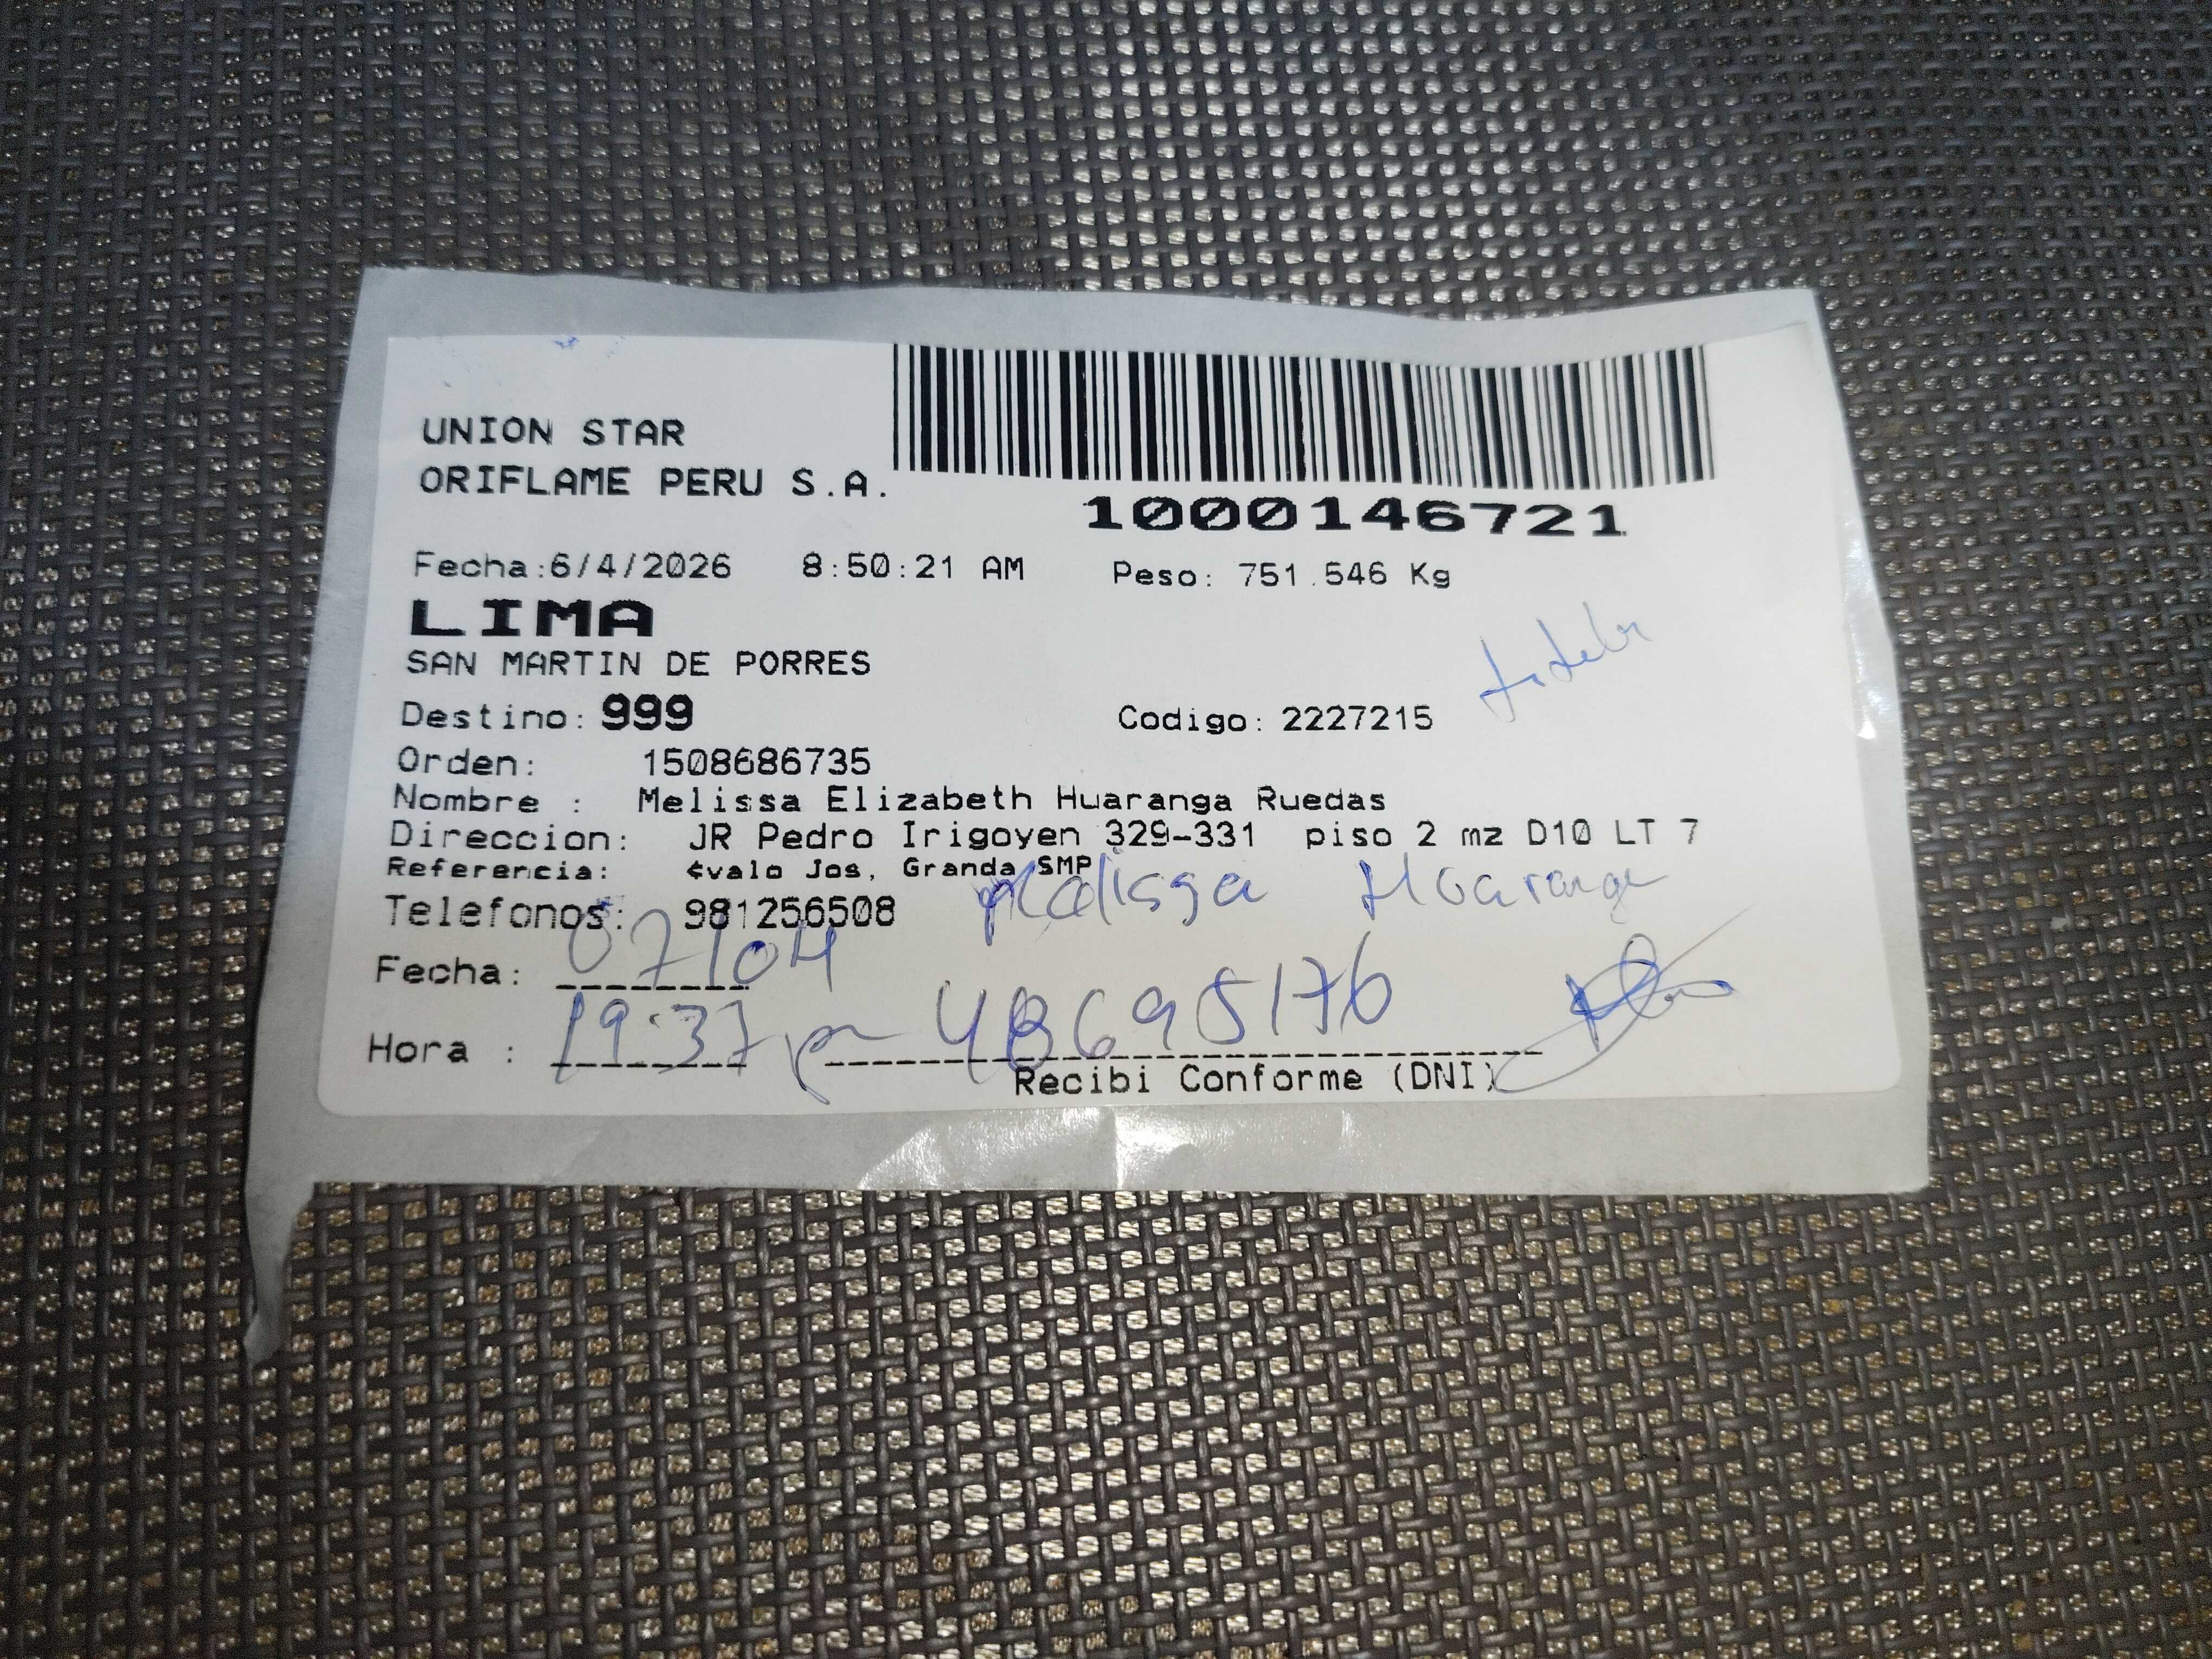 UNION STAR
ORIFLAME PERU S.A.
1000146721
Fecha:6/4/2026 8:50:21 AM Peso: 751.546 Kg
LIMA
SAN MARTIN DE PORRES
Destino: 999 Codigo: 2227215
Orden: 1508686735
Nombre : Melissa Elizabeth Huaranga Ruedas
Direccion: JR Pedro Irigoyen 329-331 piso 2 mz D10 LT 7
Referencia: ¢valo Jos, Granda SMP
Melissa Huaranga
Telefonos: 981256508
Fecha: 07/04
Hora : 19:37 pm 48695176
Recibi Conforme (DNI)